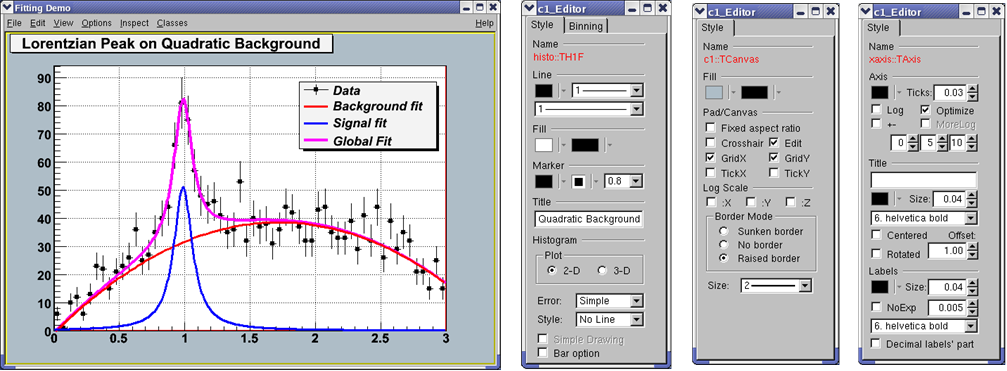 Fitting Demo
File Edit View Options Inspect Classes Help
Lorentzian Peak on Quadratic Background
90
80
70
60
50
40
30
20
10
0
0 0.5 1 1.5 2 2.5 3
Data
Background fit
Signal fit
Global Fit
c1_Editor
Style Binning
Name
histo::TH1F
Line
1
1
Fill
Marker
0.8
Title
Quadratic Background
Histogram
Plot
2-D 3-D
Error: Simple
Style: No Line
Simple Drawing
Bar option
c1_Editor
Style
Name
c1::TCanvas
Fill
Pad/Canvas
Fixed aspect ratio
Crosshair Edit
GridX GridY
TickX TickY
Log Scale
:X :Y :Z
Border Mode
Sunken border
No border
Raised border
Size: 2
c1_Editor
Style
Name
xaxis::TAxis
Axis
Ticks: 0.03
Log Optimize
+- MoreLog
0 5 10
Title
Size: 0.04
6. helvetica bold
Centered Offset:
Rotated 1.00
Labels
Size: 0.04
NoExp 0.005
6. helvetica bold
Decimal labels' part